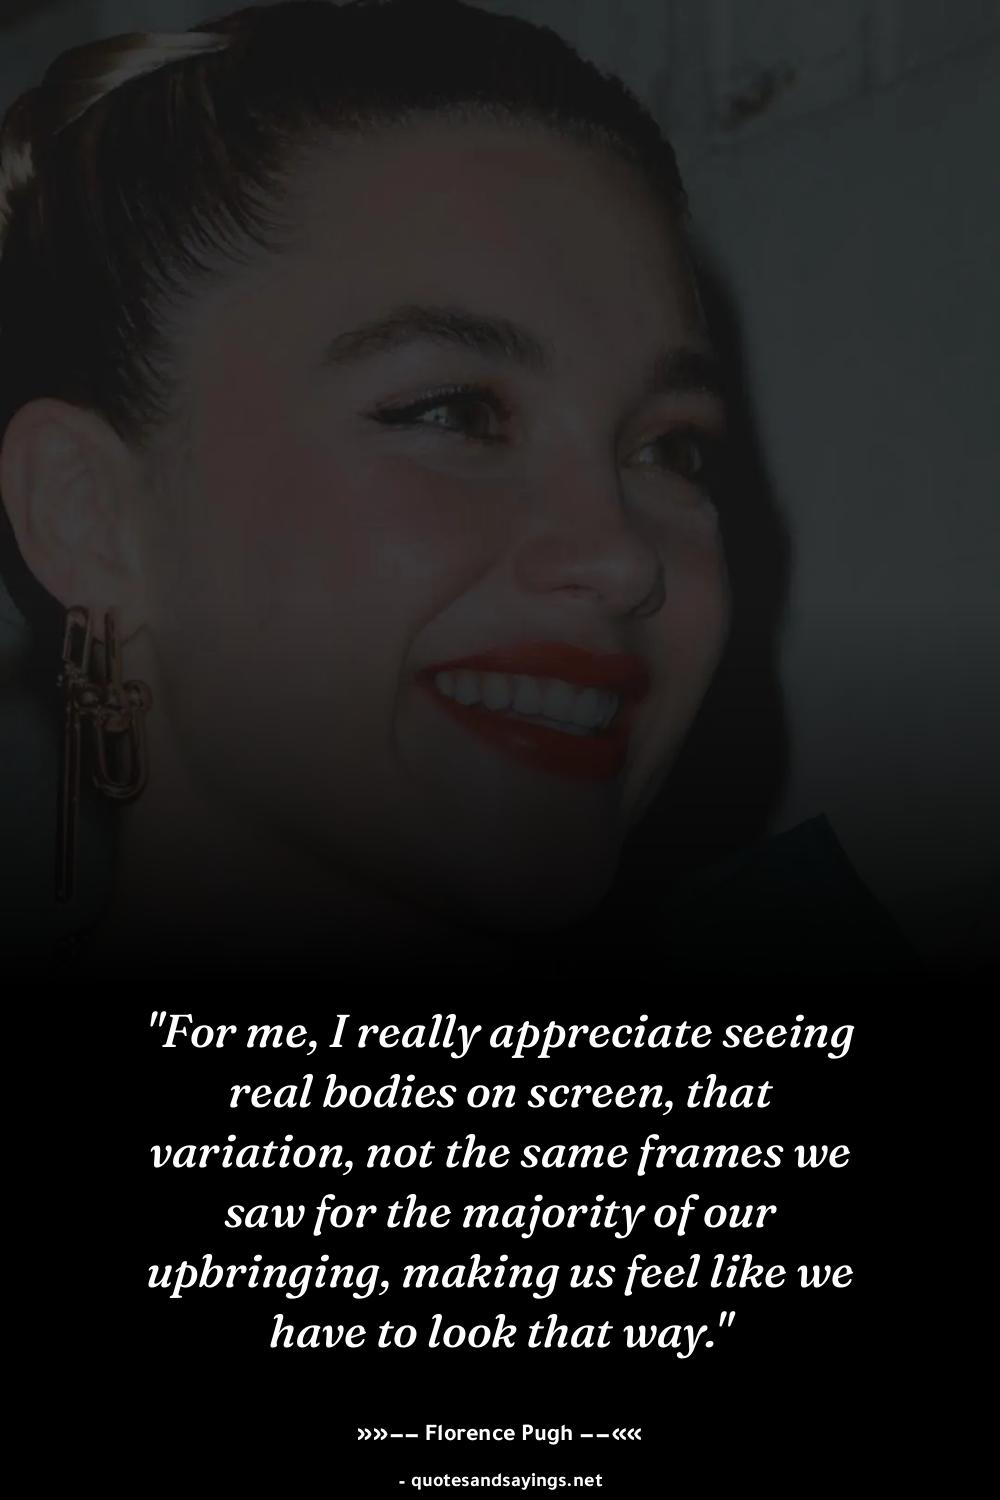 "For me, I really appreciate seeing
real bodies on screen, that
variation, not the same frames we
saw for the majority of our
upbringing, making us feel like we
have to look that way."
»»–– Florence Pugh ––««
- quotesandsayings.net